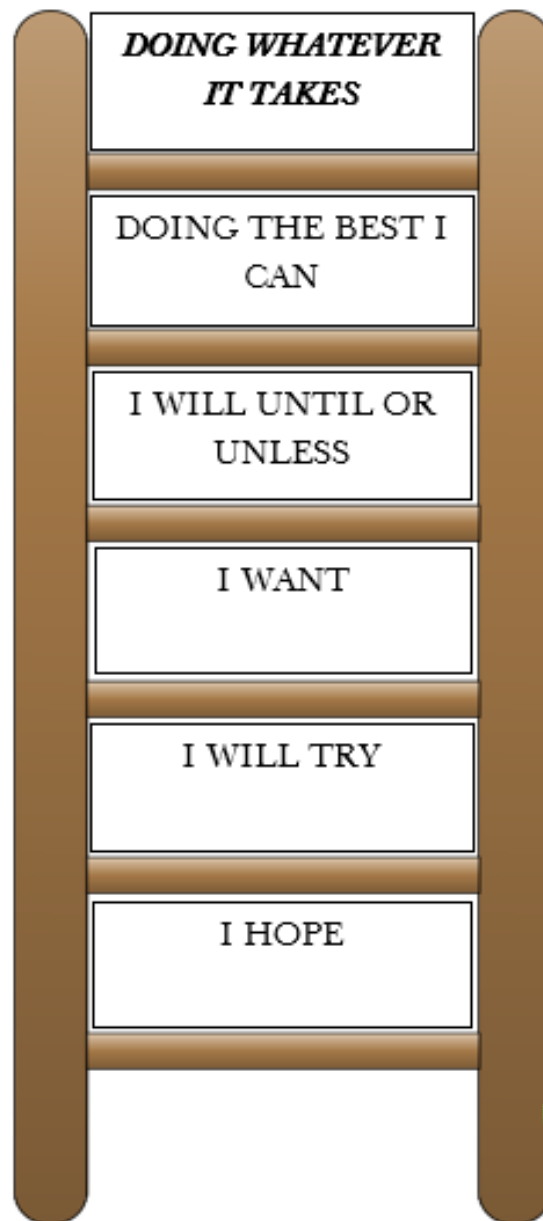 DOING WHATEVER
IT TAKES
DOING THE BEST I
CAN
I WILL UNTIL OR
UNLESS
I WANT
I WILL TRY
I HOPE